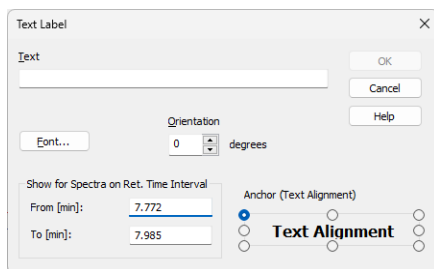 Text Label
Text
OK
Cancel
Help
Font...
Orientation
0 degrees
Show for Spectra on Ret. Time Interval
From [min]: 7.772
To [min]: 7.985
Anchor (Text Alignment)
Text Alignment